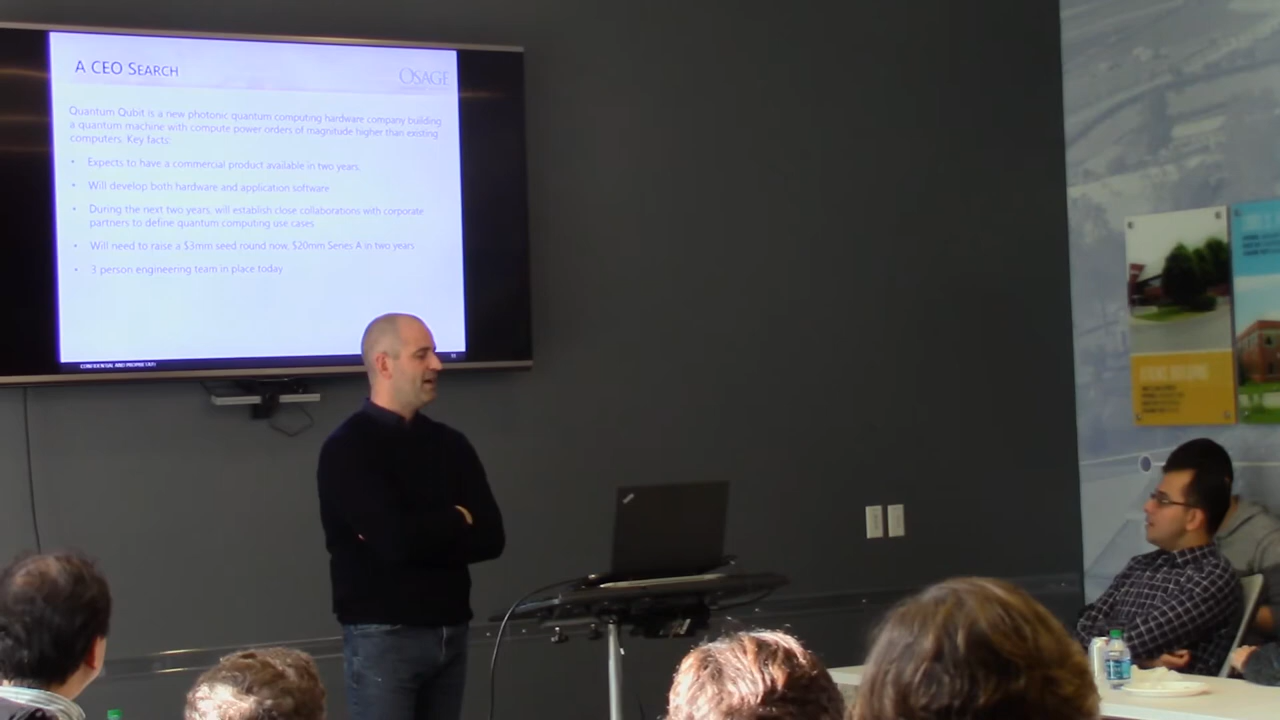 A CEO SEARCH
OSAGE
Quantum Qubit is a new photonic quantum computing hardware company building
a quantum machine with compute power orders of magnitude higher than existing
computers. Key facts:
• Expects to have a commercial product available in two years.
• Will develop both hardware and application software
• During the next two years, will establish close collaborations with corporate
partners to define quantum computing use cases
• Will need to raise a $3mm seed round now, $20mm Series A in two years
• 3 person engineering team in place today
CONFIDENTIAL AND PROPRIETARY
11